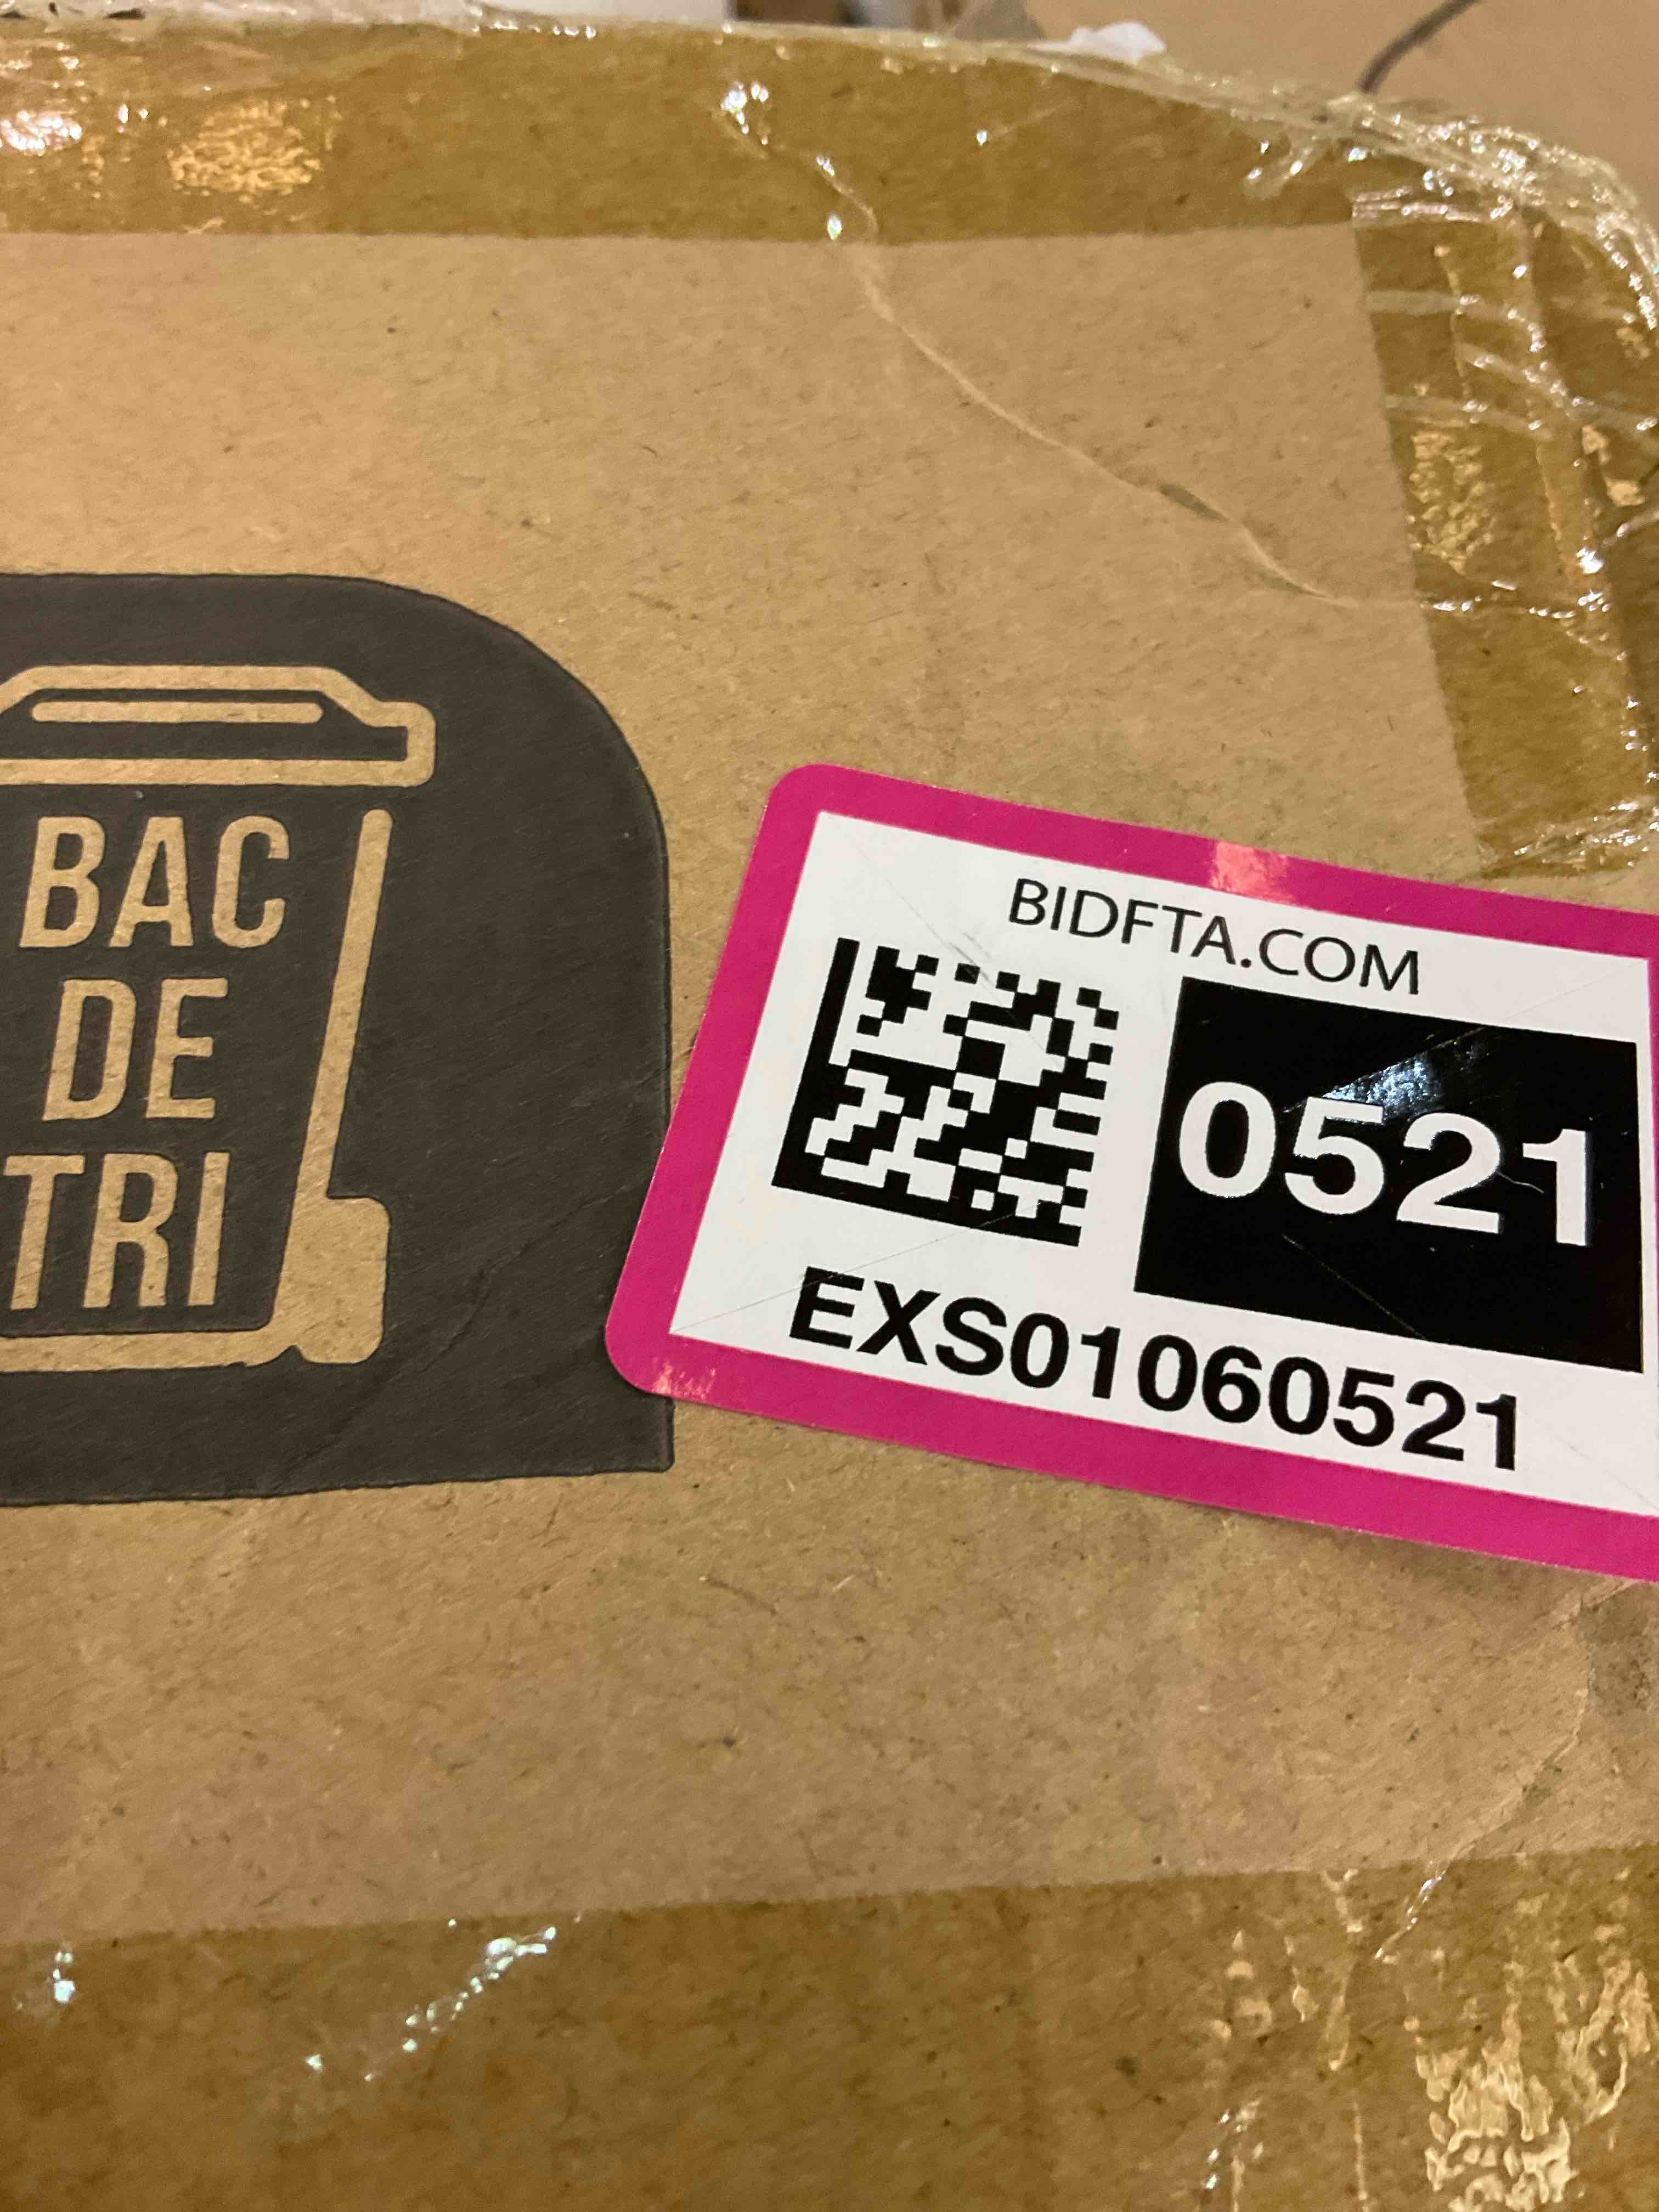 BAC
DE
TRI
BIDFTA.COM
0521
EXS01060521